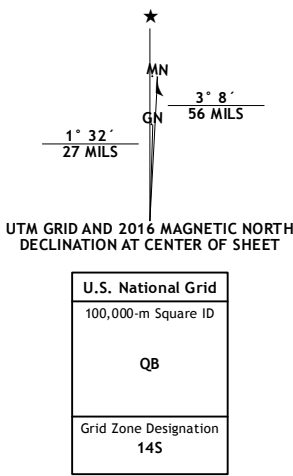 MN
GN
3° 8´
56 MILS
1° 32´
27 MILS
UTM GRID AND 2016 MAGNETIC NORTH
DECLINATION AT CENTER OF SHEET
U.S. National Grid
100,000-m Square ID
QB
Grid Zone Designation
14S